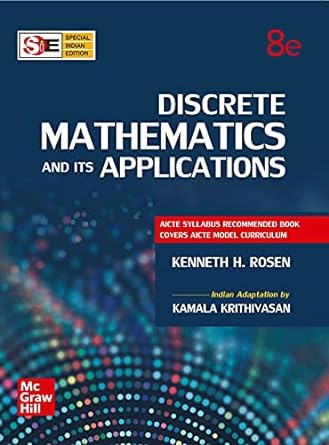 SiE
SPECIAL
INDIAN
EDITION
8e
DISCRETE
MATHEMATICS
AND ITS APPLICATIONS
AICTE SYLLABUS RECOMMENDED BOOK
COVERS AICTE MODEL CURRICULUM
KENNETH H. ROSEN
Indian Adaptation by
KAMALA KRITHIVASAN
Mc
Graw
Hill